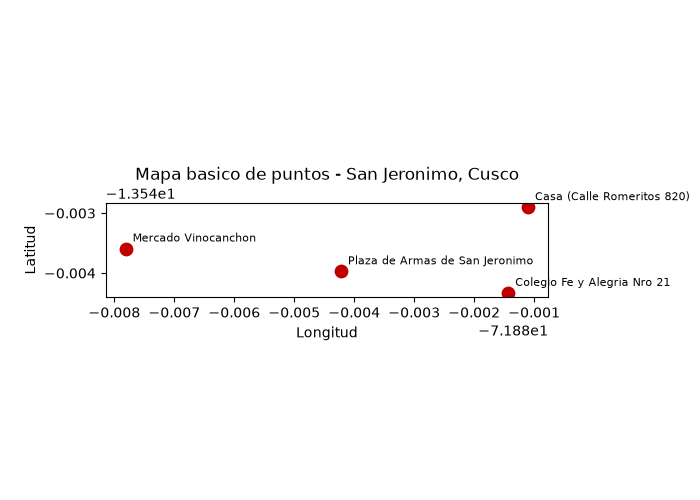 Mapa basico de puntos - San Jeronimo, Cusco
−1.354e1
Casa (Calle Romeritos 820)
−0.003
Mercado Vinocanchon
Plaza de Armas de San Jeronimo
−0.004
Colegio Fe y Alegria Nro 21
Latitud
−0.008 −0.007 −0.006 −0.005 −0.004 −0.003 −0.002 −0.001
Longitud
−7.188e1